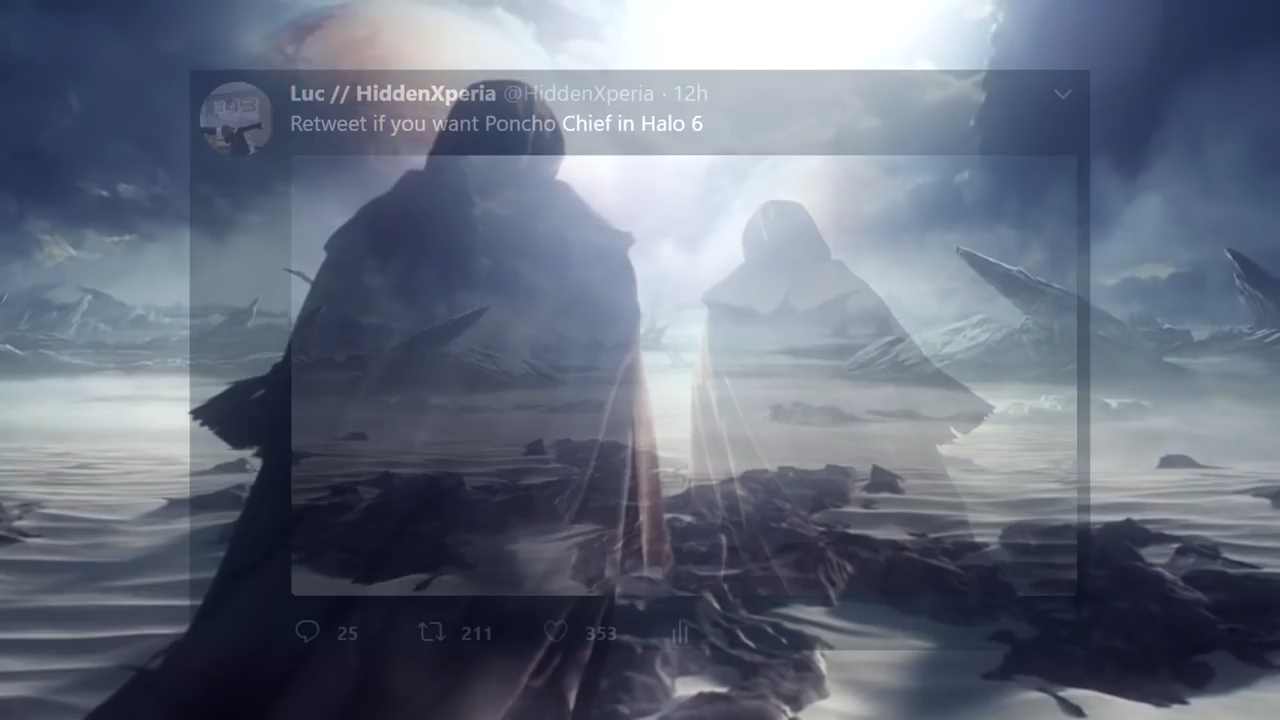 Luc // HiddenXperia @HiddenXperia · 12h
Retweet if you want Poncho Chief in Halo 6
25 211 353